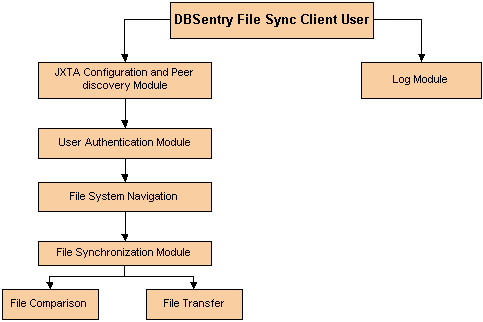 DBSentry File Sync Client User
JXTA Configuration and Peer
discovery Module
Log Module
User Authentication Module
File System Navigation
File Synchronization Module
File Comparison
File Transfer